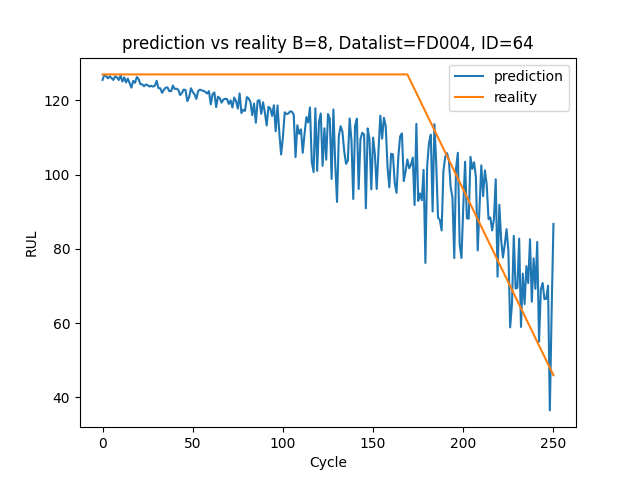 prediction vs reality B=8, Datalist=FD004, ID=64
prediction
reality
120
100
80
60
40
RUL
0
50
100
150
200
250
Cycle